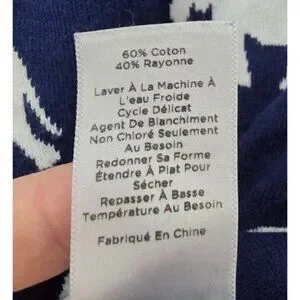 60% Coton
40% Rayonne
Laver À La Machine À
L'eau Froide
Cycle Délicat
Agent De Blanchiment
Non Chloré Seulement
Au Besoin
Redonner Sa Forme
Étendre À Plat Pour
Sécher
Repasser À Basse
Température Au Besoin
Fabriqué En Chine